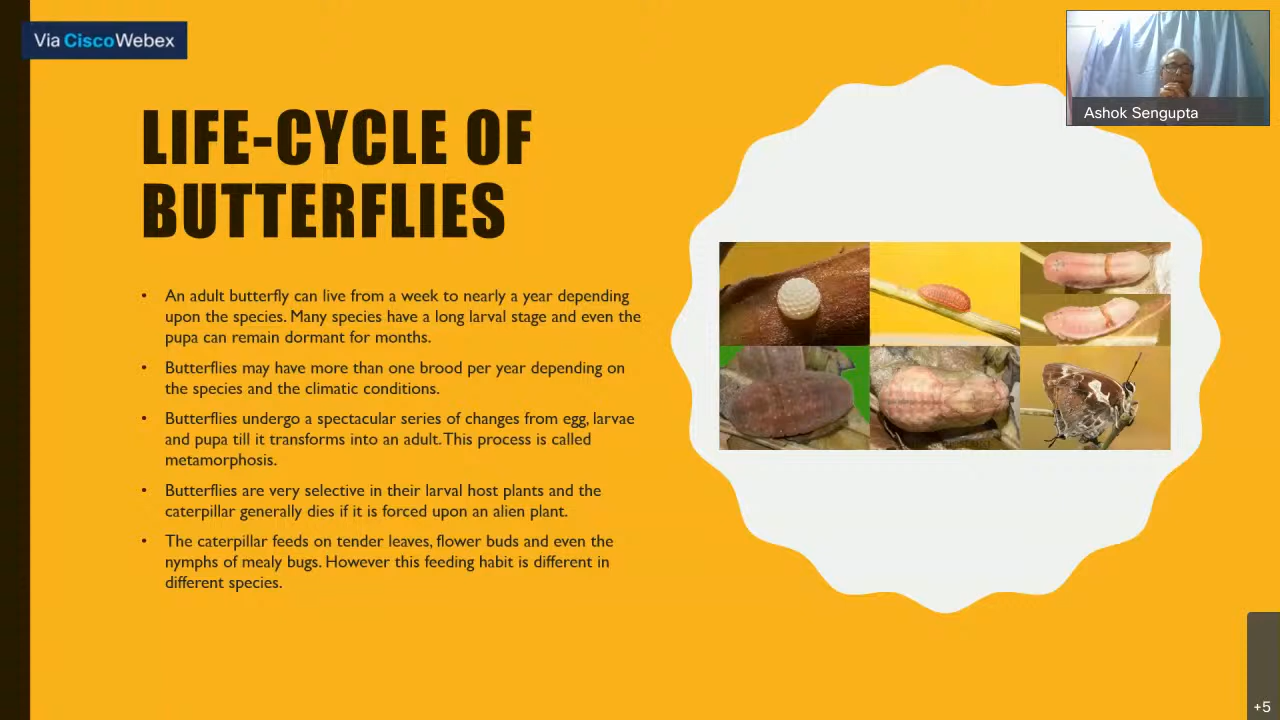 Via CiscoWebex
Ashok Sengupta
LIFE-CYCLE OF
BUTTERFLIES
• An adult butterfly can live from a week to nearly a year depending
upon the species. Many species have a long larval stage and even the
pupa can remain dormant for months.
• Butterflies may have more than one brood per year depending on
the species and the climatic conditions.
• Butterflies undergo a spectacular series of changes from egg, larvae
and pupa till it transforms into an adult. This process is called
metamorphosis.
• Butterflies are very selective in their larval host plants and the
caterpillar generally dies if it is forced upon an alien plant.
• The caterpillar feeds on tender leaves, flower buds and even the
nymphs of mealy bugs. However this feeding habit is different in
different species.
+5